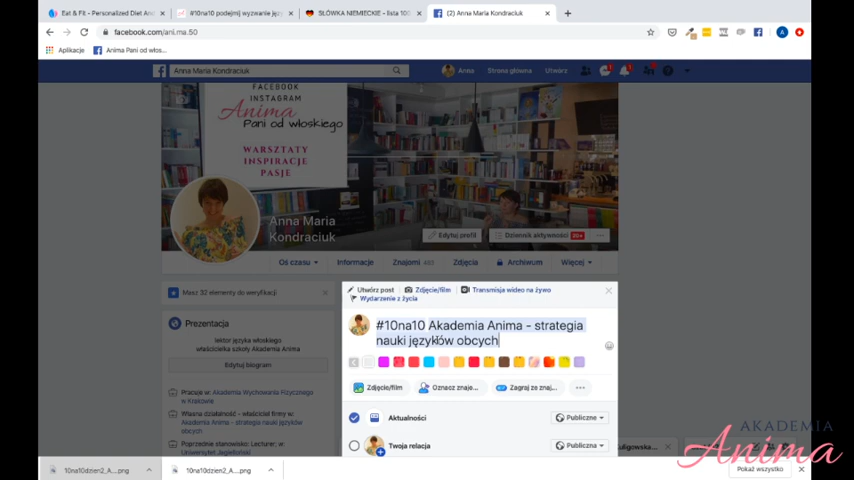 Eat & Fit - Personalized Diet An
#10na10 podejmij wyzwanie języ
SŁÓWKA NIEMIECKIE – lista 100
(2) Anna Maria Kondraciuk
facebook.com/ani.ma.50
Aplikacje
Anima Pani od włos...
Anna Maria Kondraciuk
Anna
Strona główna
Utwórz
FACEBOOK
INSTAGRAM
Anima
Pani od włoskiego
WARSZTATY
INSPIRACJE
PASJE
Anna Maria
Kondraciuk
Edytuj profil
Dziennik aktywności
Oś czasu
Informacje
Znajomi
Zdjęcia
Archiwum
Więcej
Masz 32 elementy do weryfikacji
Prezentacja
lektor języka włoskiego
właścicielka szkoły Akademia Anima
Edytuj biogram
Pracuje w: Akademia Wychowania Fizycznego
w Krakowie
Własna działalność - właściciel firmy w:
Akademia Anima - strategia nauki języków
obcych
Poprzednie stanowisko: Lecturer; w:
Uniwersytet Jagielloński
Utwórz post
Zdjęcie/film
Transmisja wideo na żywo
Wydarzenie z życia
#10na10 Akademia Anima - strategia
nauki języków obcych
Zdjęcie/film
Oznacz znaje...
Zagraj ze znaj...
Aktualności
Publiczne
Twoja relacja
Publiczna
AKADEMIA
Anima
10na10dzien2_A....png
10na10dzien2_A....png
Pokaż wszystko